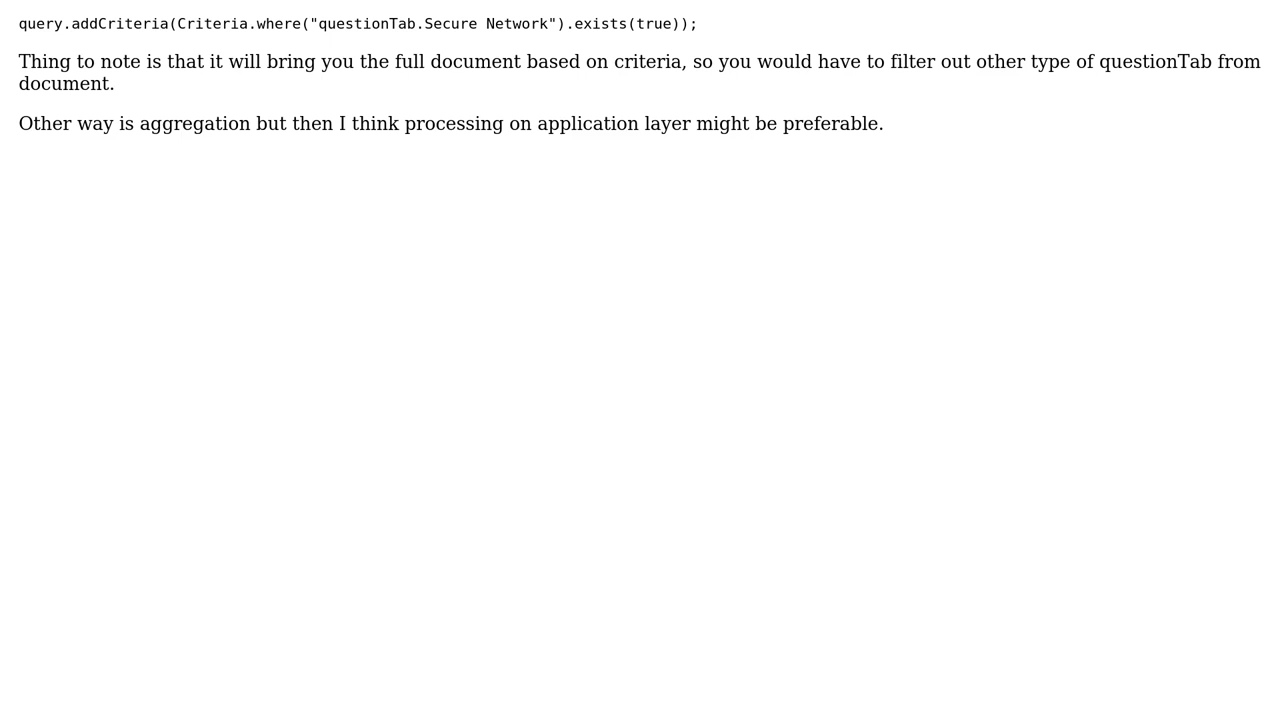 query.addCriteria(Criteria.where("questionTab.Secure Network").exists(true));
Thing to note is that it will bring you the full document based on criteria, so you would have to filter out other type of questionTab from
document.
Other way is aggregation but then I think processing on application layer might be preferable.